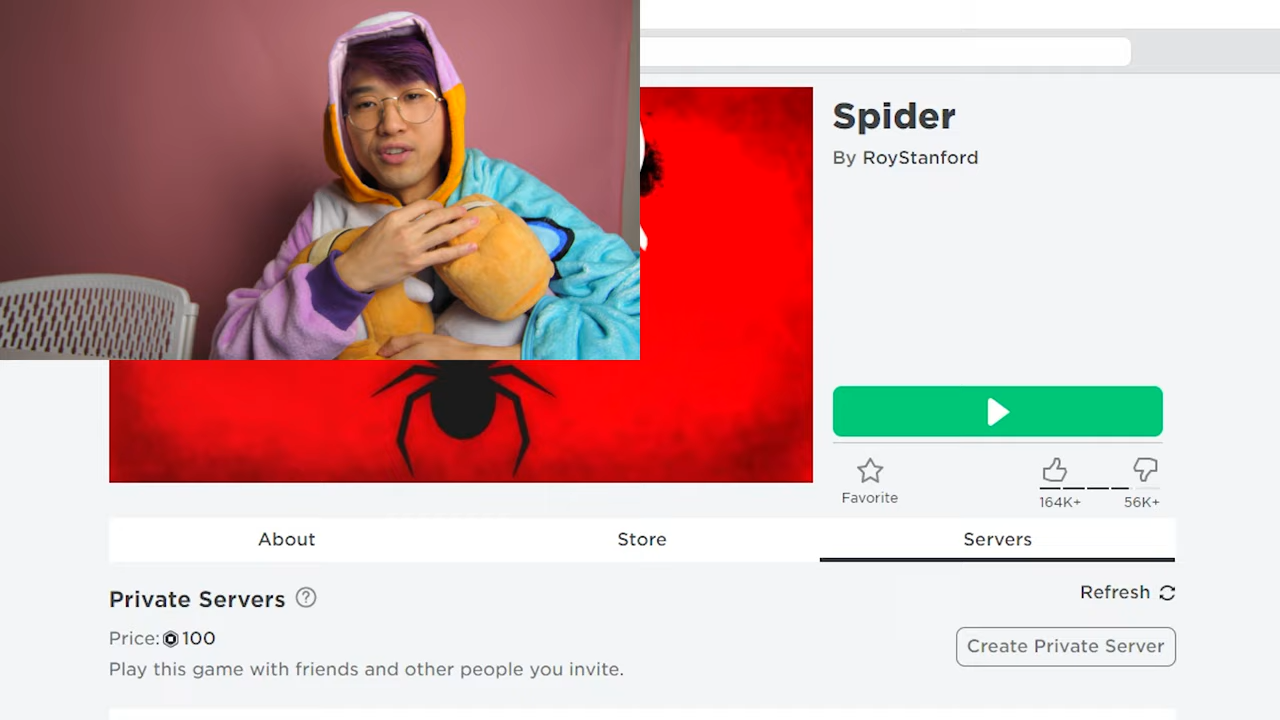 Spider
By RoyStanford
Favorite
164K+
56K+
About
Store
Servers
Private Servers
Refresh
Price: 100
Create Private Server
Play this game with friends and other people you invite.